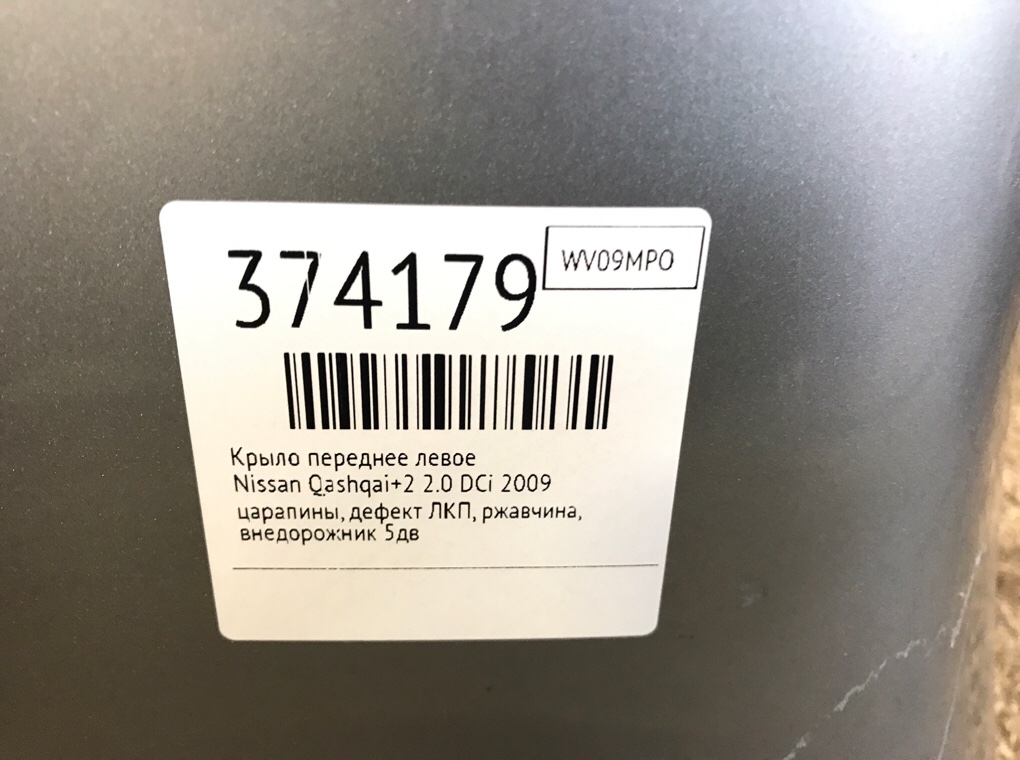 374179
WV09MPO
Крыло переднее левое
Nissan Qashqai+2 2.0 DCi 2009
царапины, дефект ЛКП, ржавчина,
внедорожник 5дв